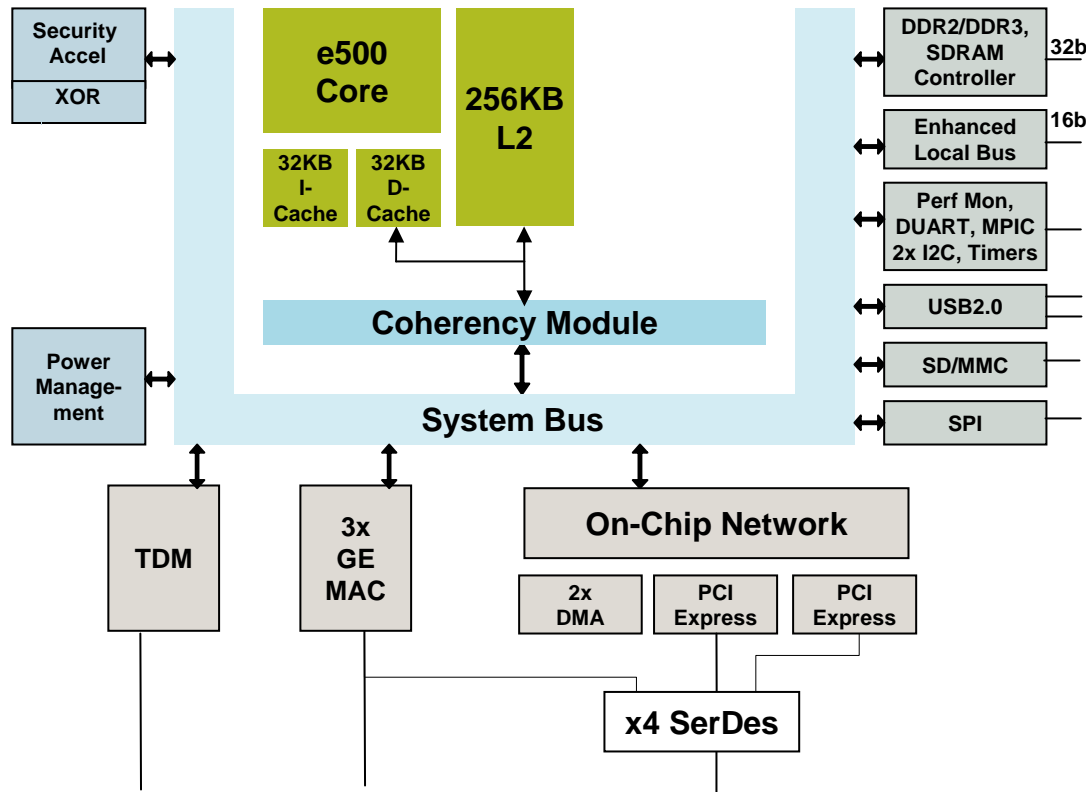 Security
Accel
XOR
e500
Core
256KB
L2
32KB
I-
Cache
32KB
D-
Cache
DDR2/DDR3,
SDRAM
Controller
32b
Enhanced
Local Bus
16b
Perf Mon,
DUART, MPIC
2x I2C, Timers
USB2.0
SD/MMC
SPI
Coherency Module
Power
Manage-
ment
System Bus
TDM
3x
GE
MAC
On-Chip Network
2x
DMA
PCI
Express
PCI
Express
x4 SerDes